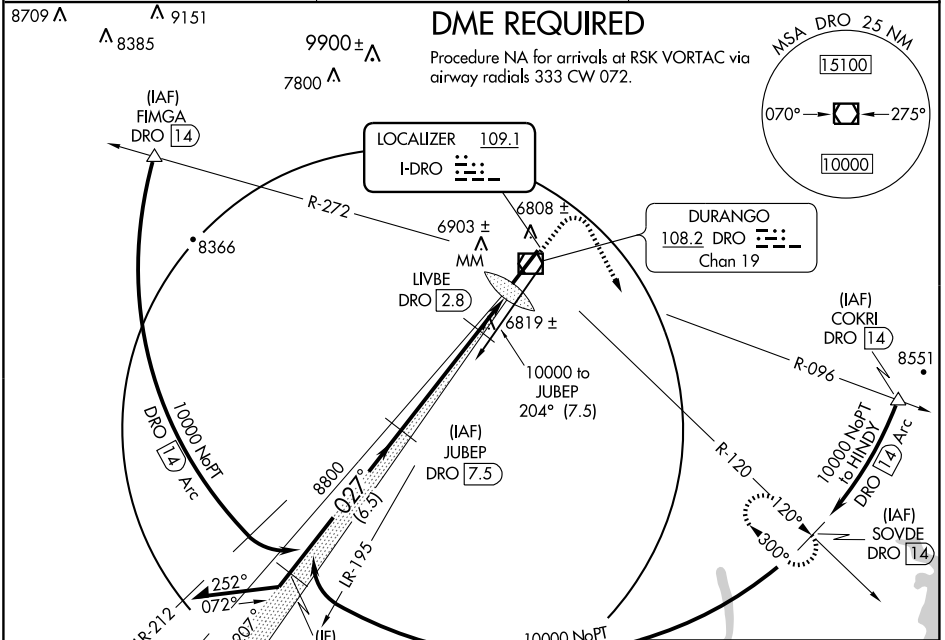 8709
9151
8385
9900 ±
7800
DME REQUIRED
Procedure NA for arrivals at RSK VORTAC via
airway radials 333 CW 072.
MSA DRO 25 NM
15100
070°
275°
10000
(IAF)
FIMGA
DRO 14
LOCALIZER 109.1
I-DRO
R-272
8366
6903 ±
MM
6808 ±
DURANGO
108.2 DRO
Chan 19
LIVBE
DRO 2.8
6819 ±
10000 to
JUBEP
204° (7.5)
(IAF)
COKRI
DRO 14
8551
R-096
10000 NoPT
DRO 14 Arc
10000 NoPT
to HINDY
DRO 14 Arc
(IAF)
JUBEP
DRO 7.5
R-120
8800
027°
(6.5)
LR-195
120°
300°
(IAF)
SOVDE
DRO 14
252°
072°
LR-212
207°
(IF)
10000 NoPT